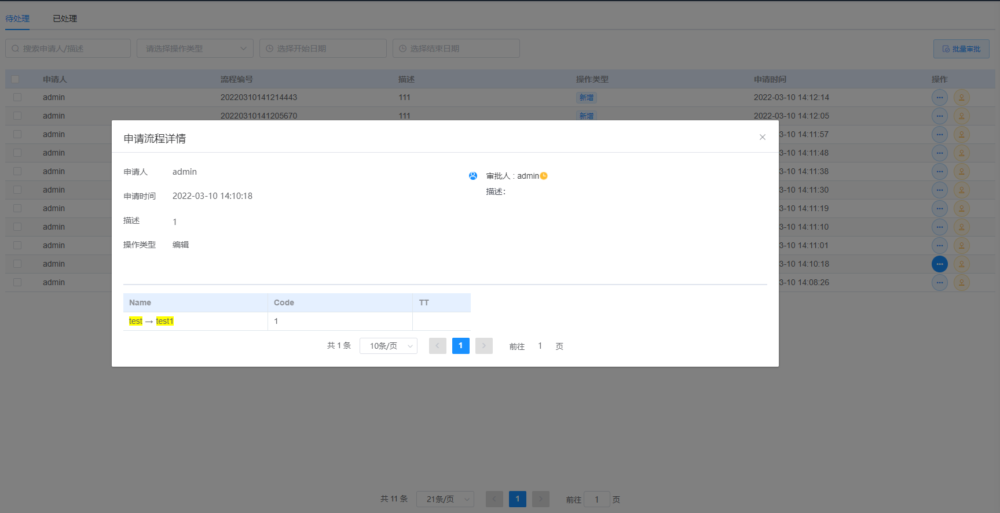 待处理 已处理
搜索申请人/描述 请选择操作类型 选择开始日期 选择结束日期 批量审批
申请人 流程编号 描述 操作类型 申请时间 操作
admin 20220310141214443 111 新增 2022-03-10 14:12:14
admin 20220310141205670 111 新增 2022-03-10 14:12:05
admin 3-10 14:11:57
admin 3-10 14:11:48
admin 3-10 14:11:38
admin 3-10 14:11:30
admin 3-10 14:11:19
admin 3-10 14:11:10
admin 3-10 14:11:01
admin 3-10 14:10:18
admin 3-10 14:08:26
申请流程详情
申请人 admin
审批人 : admin
描述：
申请时间 2022-03-10 14:10:18
描述 1
操作类型 编辑
Name Code TT
test → test1 1
共 1 条 10条/页 < 1 > 前往 1 页
共 11 条 21条/页 < 1 > 前往 1 页